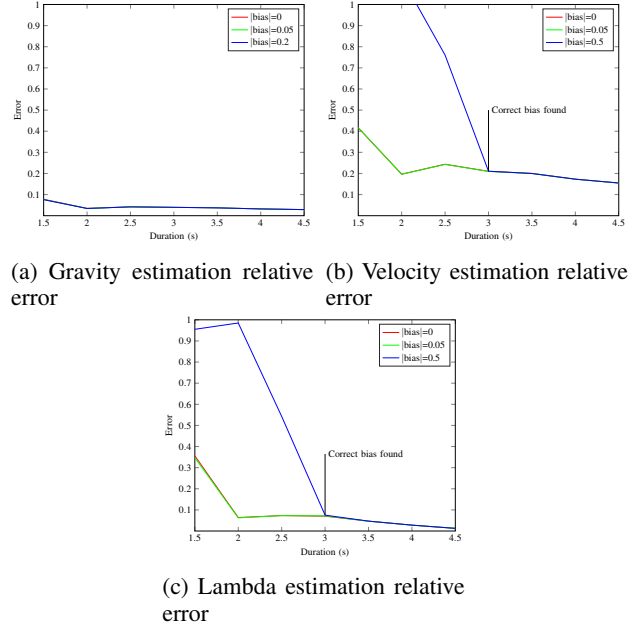 1
0.9
0.8
0.7
0.6
0.5
0.4
0.3
0.2
0.1
Error
1.5 2 2.5 3 3.5 4 4.5
Duration (s)
|bias|=0
|bias|=0.05
|bias|=0.2
(a) Gravity estimation relative
error
1
0.9
0.8
0.7
0.6
0.5
0.4
0.3
0.2
0.1
Error
1.5 2 2.5 3 3.5 4 4.5
Duration (s)
|bias|=0
|bias|=0.05
|bias|=0.5
Correct bias found
(b) Velocity estimation relative
error
1
0.9
0.8
0.7
0.6
0.5
0.4
0.3
0.2
0.1
Error
1.5 2 2.5 3 3.5 4 4.5
Duration (s)
|bias|=0
|bias|=0.05
|bias|=0.5
Correct bias found
(c) Lambda estimation relative
error